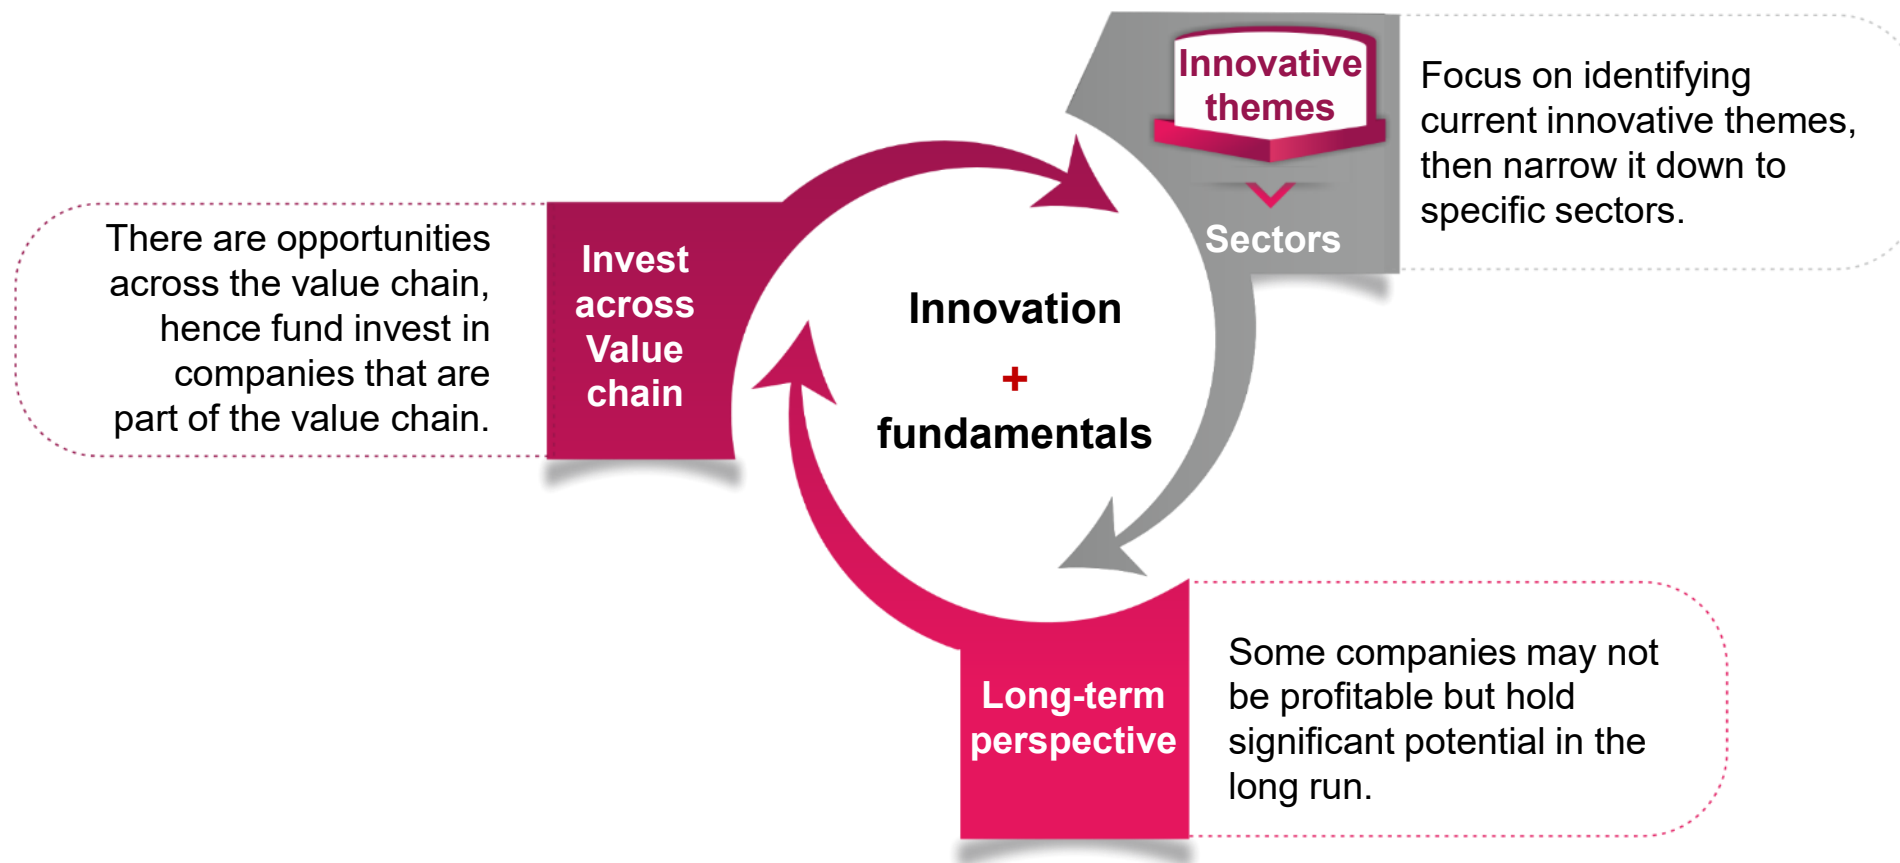 Innovative
themes
Sectors
Focus on identifying
current innovative themes,
then narrow it down to
specific sectors.
There are opportunities
across the value chain,
hence fund invest in
companies that are
part of the value chain.
Invest
across
Value
chain
Innovation
+
fundamentals
Long-term
perspective
Some companies may not
be profitable but hold
significant potential in the
long run.